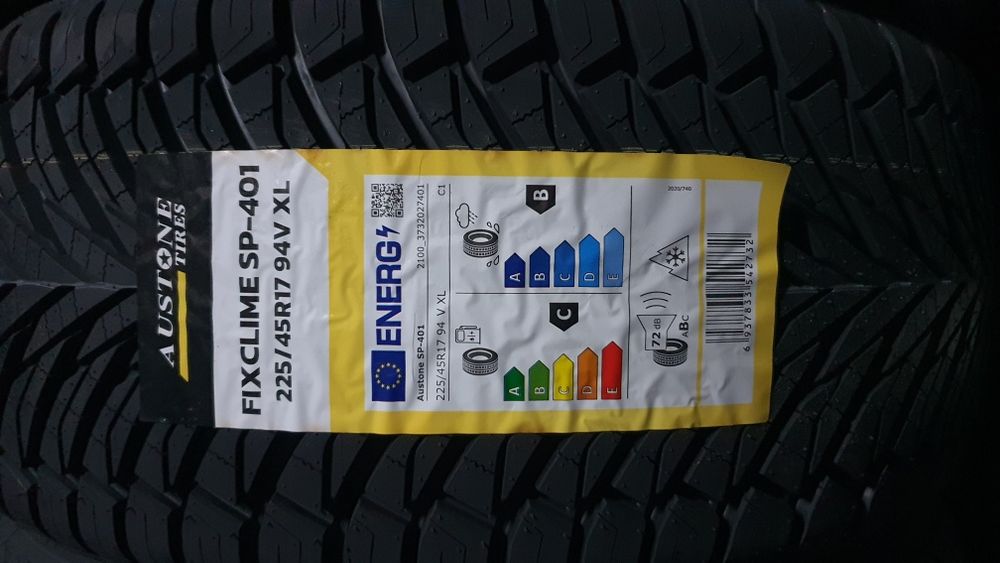 AUSTONE
TIRES
FIXCLIME SP-401
225/45R17 94V XL
ENERG
Austone SP-401
2100_3732027401
225/45R17 94 V XL
C1
A
B
C
D
E
C
A
B
C
D
E
B
72 dB
ABC
2020/740
6 937833 542732